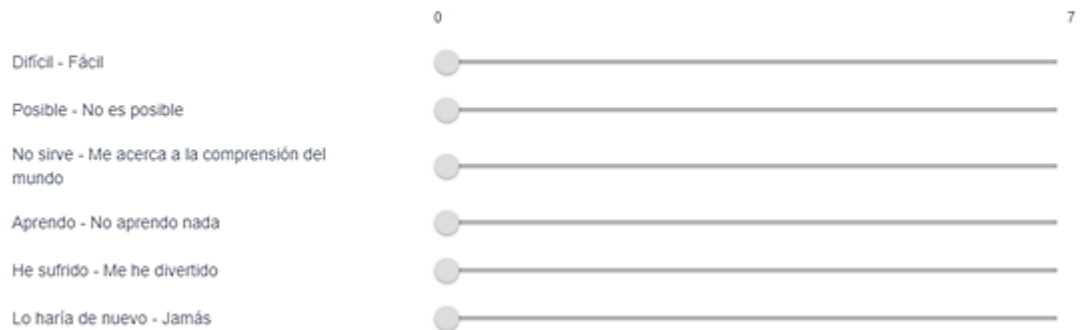 0 7
Difícil - Fácil
Posible - No es posible
No sirve - Me acerca a la comprensión del
mundo
Aprendo - No aprendo nada
He sufrido - Me he divertido
Lo haría de nuevo - Jamás